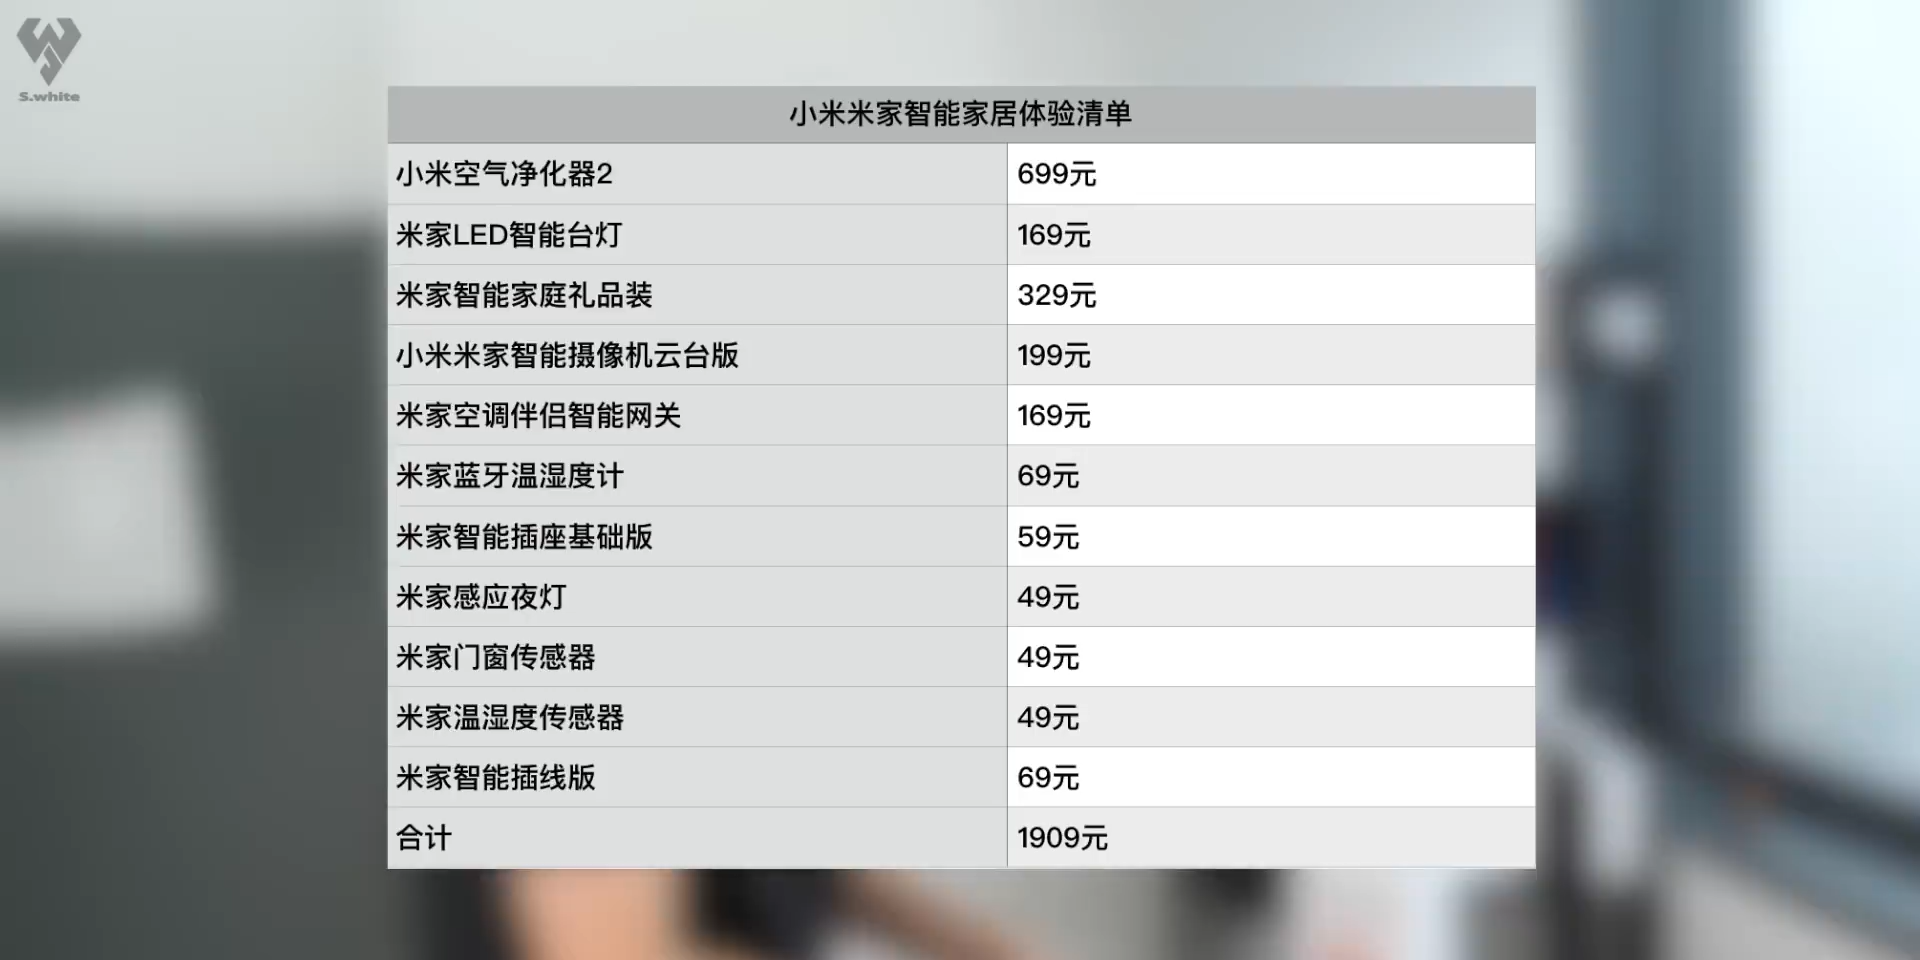 S.white
小米米家智能家居体验清单
小米空气净化器2 699元
米家LED智能台灯 169元
米家智能家庭礼品装 329元
小米米家智能摄像机云台版 199元
米家空调伴侣智能网关 169元
米家蓝牙温湿度计 69元
米家智能插座基础版 59元
米家感应夜灯 49元
米家门窗传感器 49元
米家温湿度传感器 49元
米家智能插线版 69元
合计 1909元